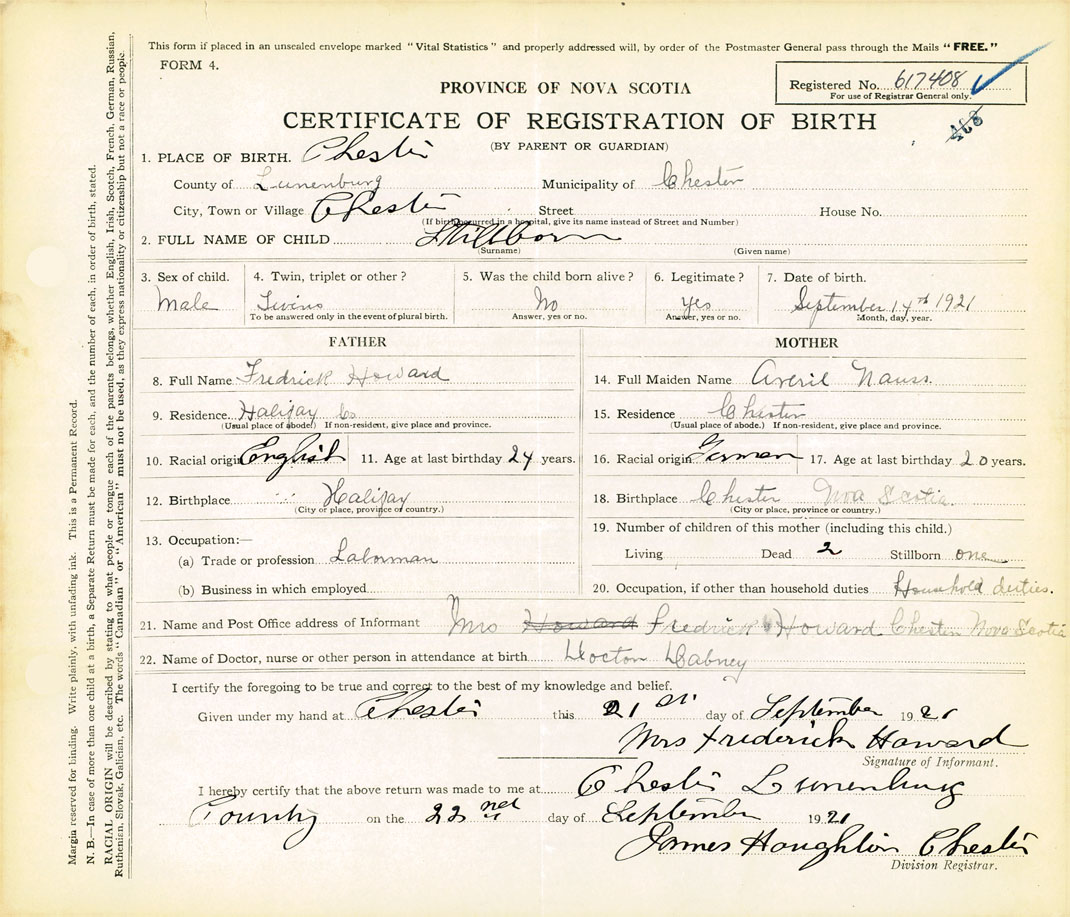 This form if placed in an unsealed envelope marked "Vital Statistics" and properly addressed will, by order of the Postmaster General pass through the Mails "FREE."
FORM 4.
Registered No. 617408
For use of Registrar General only.
PROVINCE OF NOVA SCOTIA
CERTIFICATE OF REGISTRATION OF BIRTH
468
(BY PARENT OR GUARDIAN)
1. PLACE OF BIRTH. Chester
County of Lunenburg Municipality of Chester
City, Town or Village Chester Street House No.
(If birth occurred in a hospital, give its name instead of Street and Number)
2. FULL NAME OF CHILD Stillborn
(Surname) (Given name)
3. Sex of child. 4. Twin, triplet or other? 5. Was the child born alive? 6. Legitimate? 7. Date of birth.
Male Twins No Yes September 14th 1921
To be answered only in the event of plural birth. Answer, yes or no. Answer, yes or no. Month, day, year.
FATHER
8. Full Name Fredrick Howard
9. Residence Halifax Co
(Usual place of abode.) If non-resident, give place and province.
10. Racial origin English 11. Age at last birthday 24 years.
12. Birthplace Halifax
(City or place, province or country.)
13. Occupation:—
(a) Trade or profession Laborman
(b) Business in which employed
MOTHER
14. Full Maiden Name Averil Nauss.
15. Residence Chester
(Usual place of abode.) If non-resident, give place and province.
16. Racial origin German 17. Age at last birthday 20 years.
18. Birthplace Chester Nova Scotia
(City or place, province or country.)
19. Number of children of this mother (including this child.)
Living Dead 2 Stillborn one
20. Occupation, if other than household duties Household duties.
21. Name and Post Office address of Informant Mrs Howard Fredrick Howard Chester Nova Scotia
22. Name of Doctor, nurse or other person in attendance at birth Doctor Habney
I certify the foregoing to be true and correct to the best of my knowledge and belief.
Given under my hand at Chester this 21st day of September 1921
Mrs Frederick Howard
Signature of Informant.
I hereby certify that the above return was made to me at Chester Lunenburg
County on the 22nd day of September 1921
James Houghton Chester
Division Registrar.
Margin reserved for binding. Write plainly, with unfading ink. This is a Permanent Record.
N. B.—In case of more than one child at a birth, a Separate Return must be made for each, and the number of each, in order of birth, stated.
RACIAL ORIGIN will be described by stating to what people or tongue each of the parents belongs, whether English, Irish, Scotch, French, German, Russian,
Ruthenian, Slovak, Galician, etc. The words "Canadian" or "American" must not be used, as they express nationality or citizenship but not a race or people.